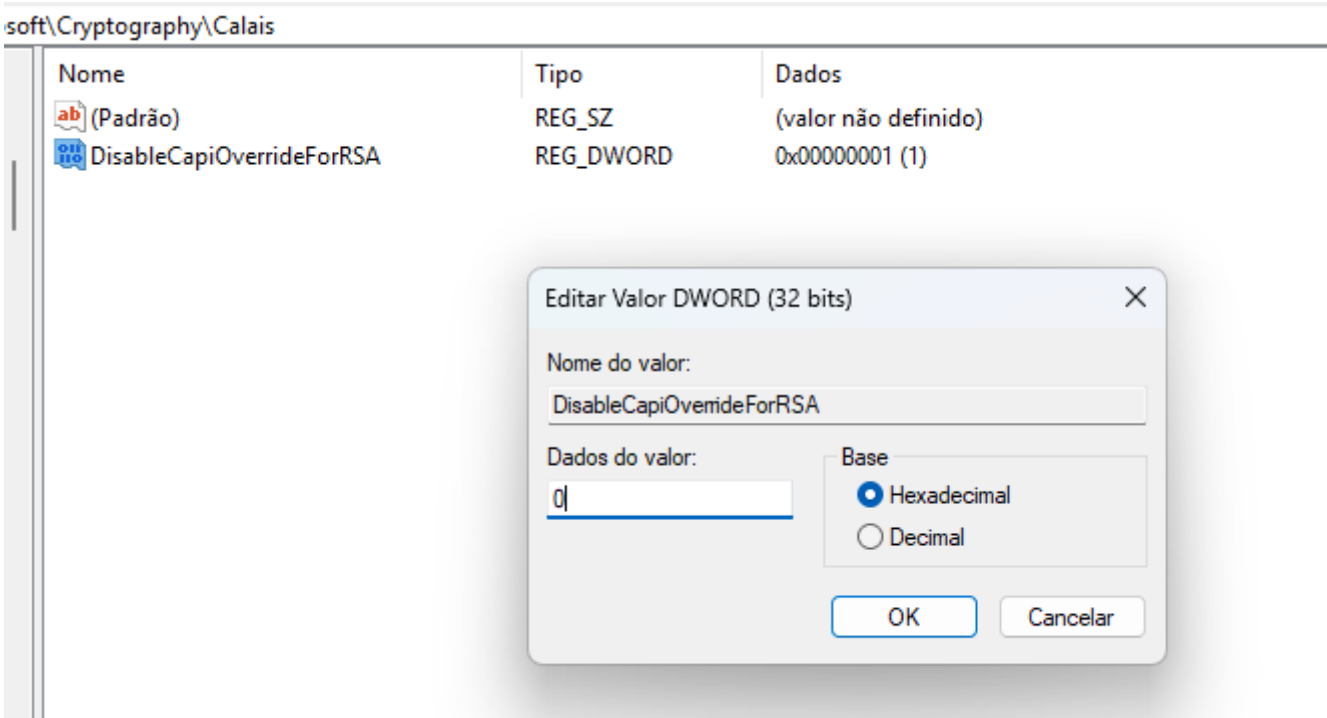 soft\Cryptography\Calais
Nome Tipo Dados
(Padrão) REG_SZ (valor não definido)
DisableCapiOverrideForRSA REG_DWORD 0x00000001 (1)
Editar Valor DWORD (32 bits)
Nome do valor:
DisableCapiOverrideForRSA
Dados do valor: Base
0 Hexadecimal
Decimal
OK Cancelar